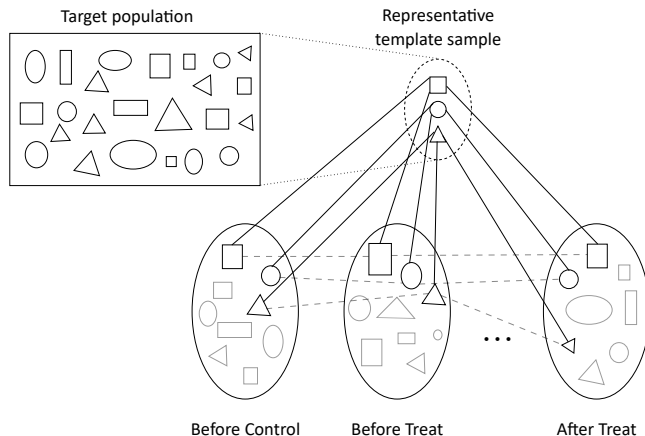 Target population
Representative
template sample
...
Before Control
Before Treat
After Treat